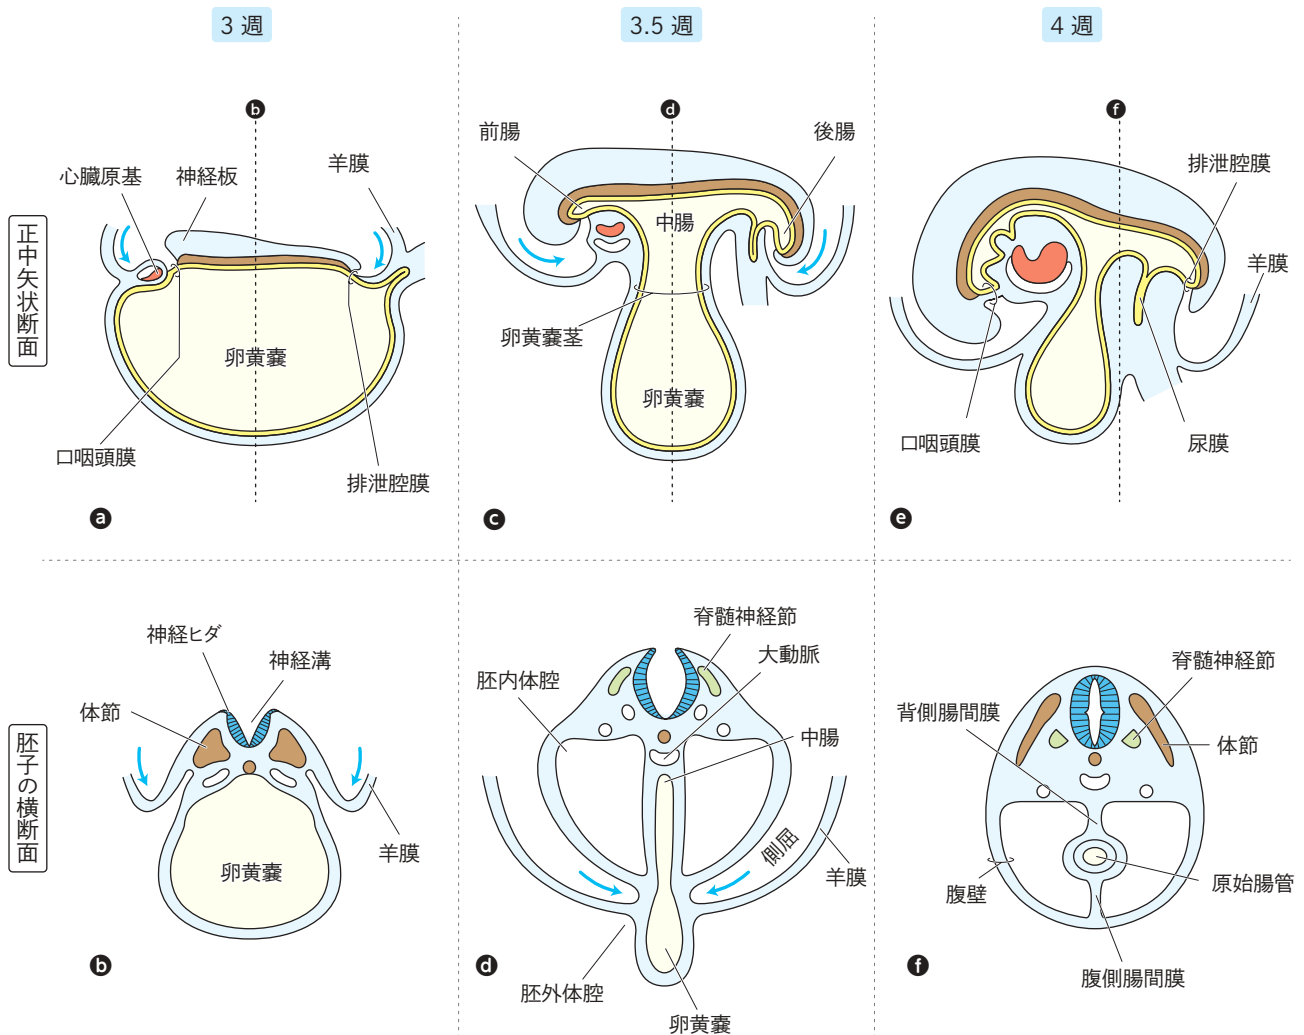 3 週
3.5 週
4 週
正中矢状断面
b
心臓原基
神経板
羊膜
卵黄嚢
口咽頭膜
排泄腔膜
a
d
前腸
後腸
中腸
卵黄嚢茎
卵黄嚢
c
f
排泄腔膜
羊膜
口咽頭膜
尿膜
e
胚子の横断面
神経ヒダ
神経溝
体節
卵黄嚢
羊膜
b
脊髄神経節
大動脈
胚内体腔
中腸
側屈
羊膜
胚外体腔
卵黄嚢
d
脊髄神経節
背側腸間膜
体節
腹壁
原始腸管
腹側腸間膜
f